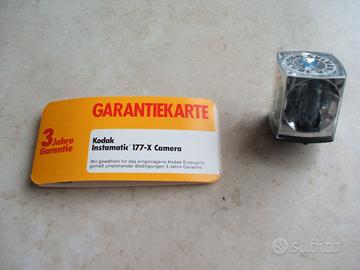 GARANTIEKARTE
3 Jahre
Garantie
Kodak
Instamatic 177-X Camera
Wir gewähren für das eingetragene Kodak Erzeugnis
gemäß umstehender Bedingungen 3 Jahre Garantie.
subito